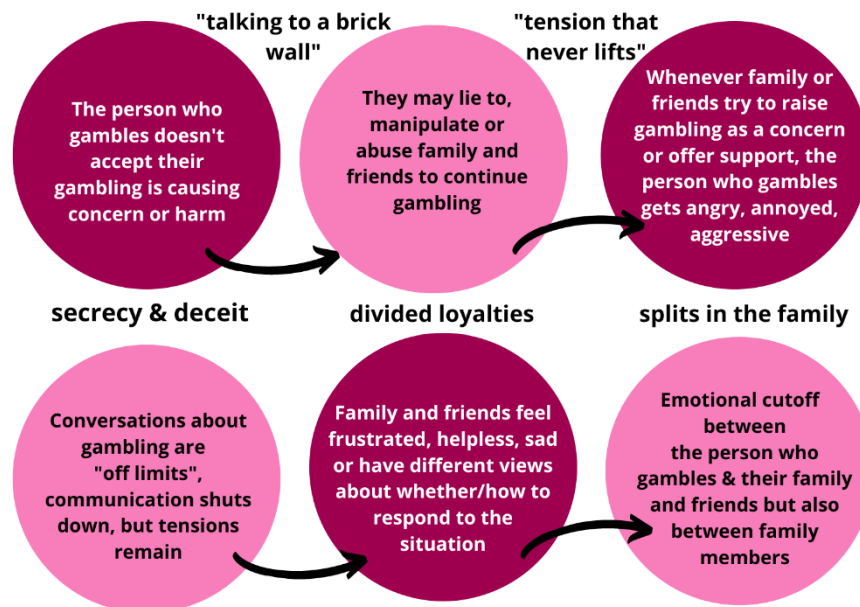 "talking to a brick
wall"
"tension that
never lifts"
The person who
gambles doesn't
accept their
gambling is causing
concern or harm
They may lie to,
manipulate or
abuse family and
friends to continue
gambling
Whenever family or
friends try to raise
gambling as a concern
or offer support, the
person who gambles
gets angry, annoyed,
aggressive
secrecy & deceit
divided loyalties
splits in the family
Conversations about
gambling are
"off limits",
communication shuts
down, but tensions
remain
Family and friends feel
frustrated, helpless, sad
or have different views
about whether/how to
respond to the
situation
Emotional cutoff
between
the person who
gambles & their family
and friends but also
between family
members